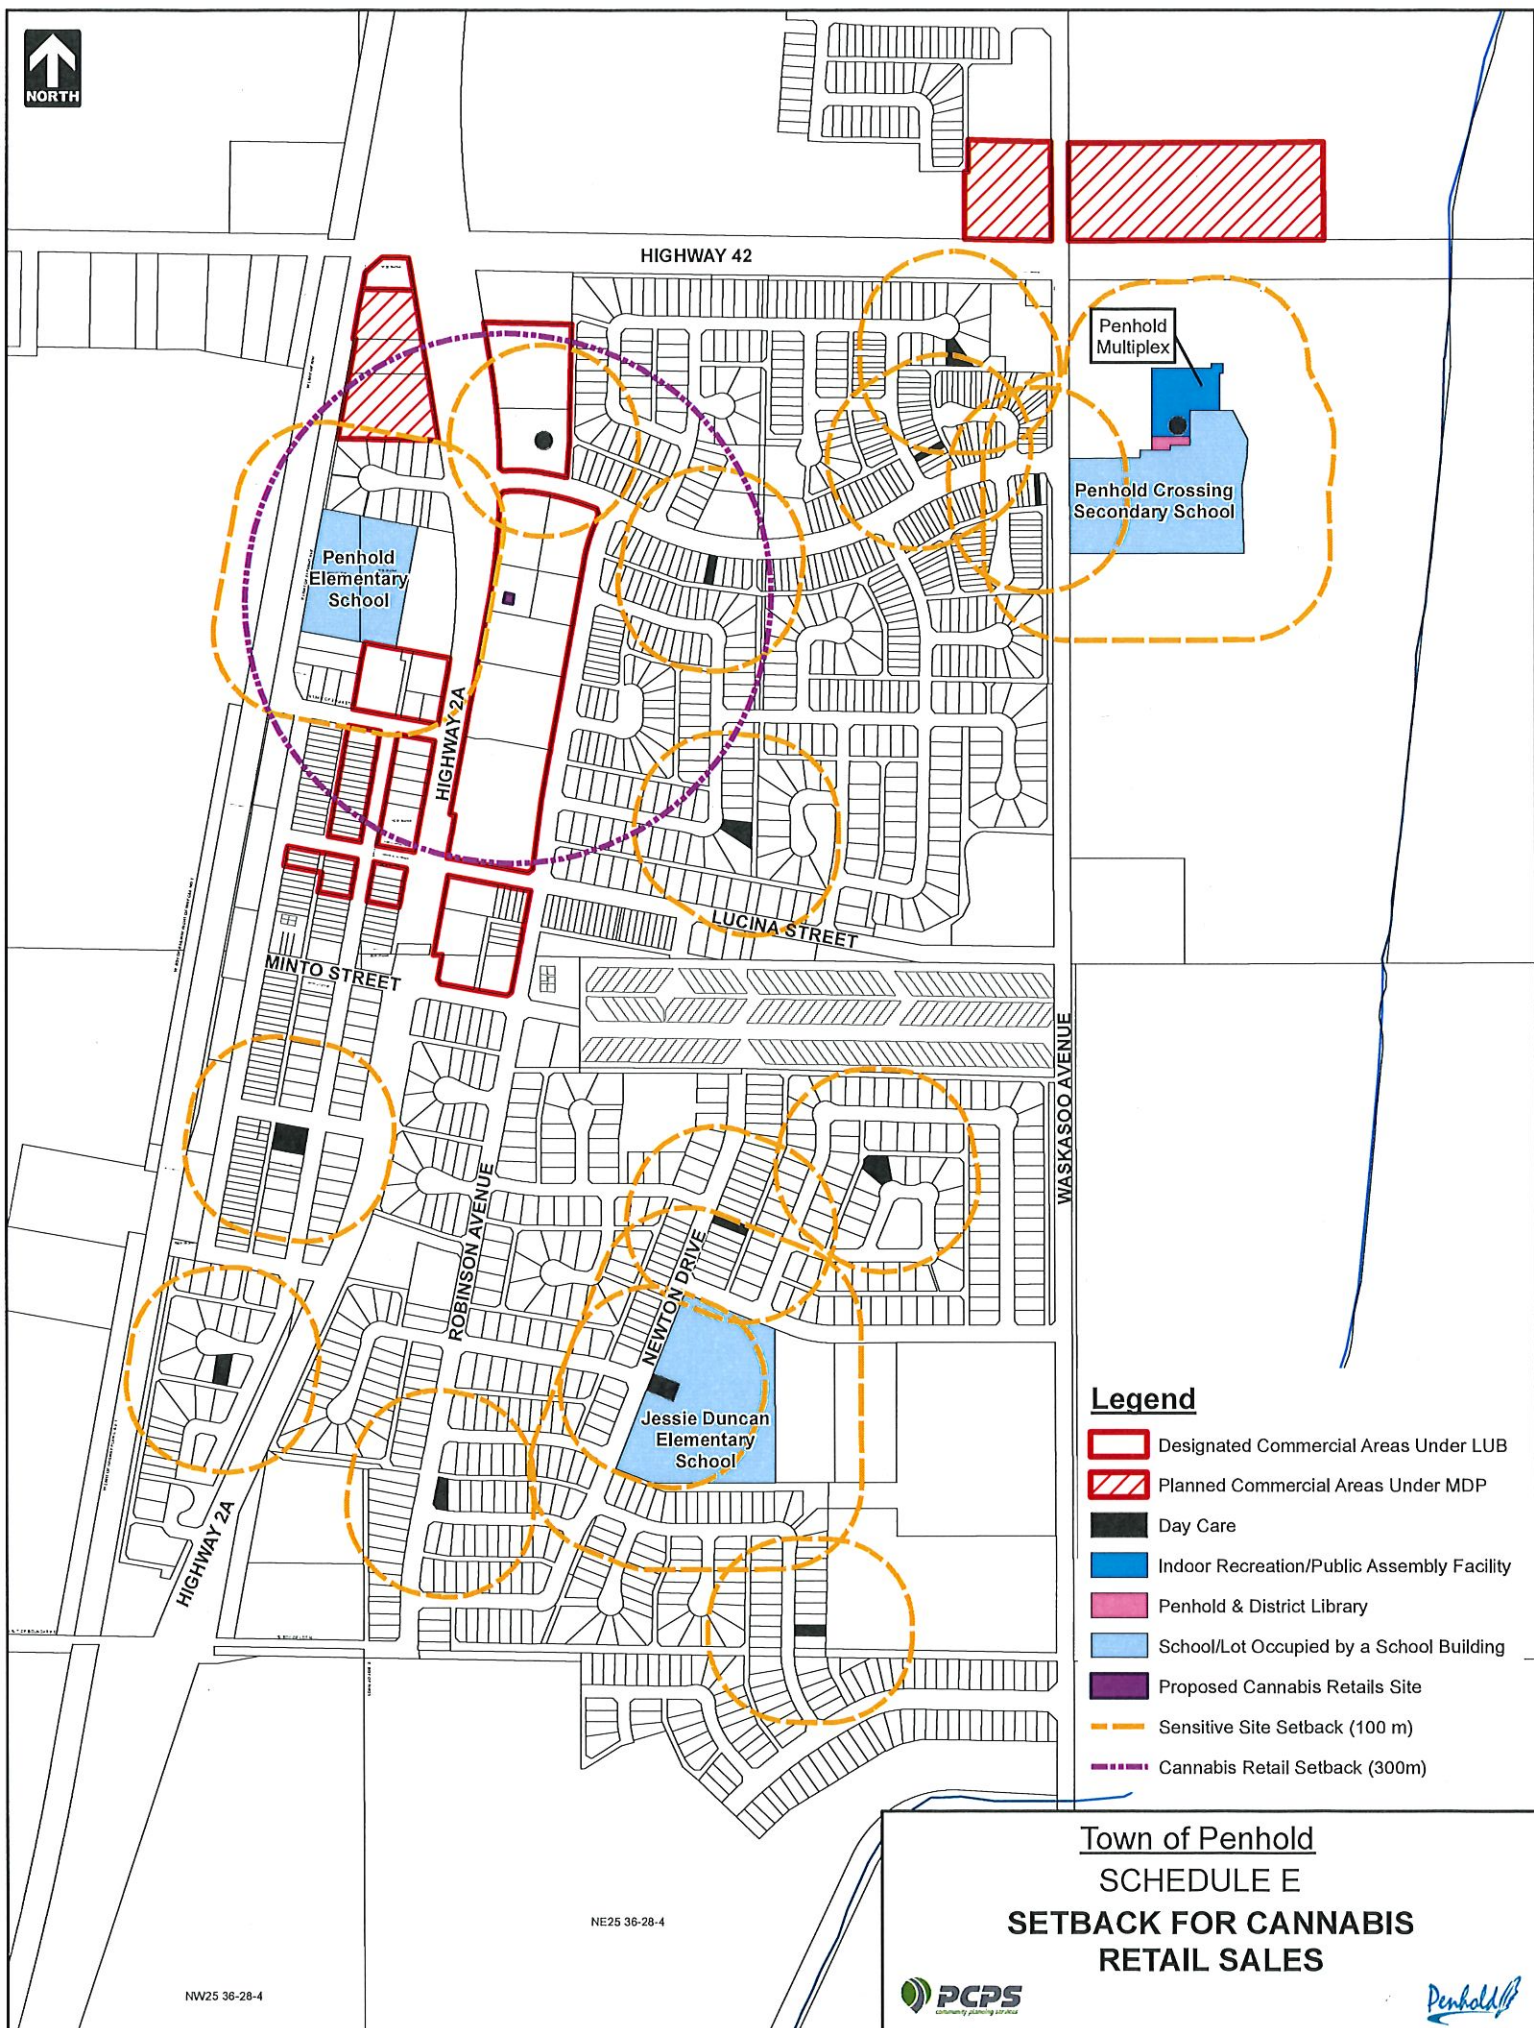 NORTH
HIGHWAY 42
Penhold
Multiplex
Penhold Crossing
Secondary School
Penhold
Elementary
School
HIGHWAY 2A
LUCINA STREET
MINTO STREET
WASKASOO AVENUE
ROBINSON AVENUE
NEWTON DRIVE
Jessie Duncan
Elementary
School
HIGHWAY 2A
Legend
Designated Commercial Areas Under LUB
Planned Commercial Areas Under MDP
Day Care
Indoor Recreation/Public Assembly Facility
Penhold & District Library
School/Lot Occupied by a School Building
Proposed Cannabis Retails Site
Sensitive Site Setback (100 m)
Cannabis Retail Setback (300m)
Town of Penhold
SCHEDULE E
SETBACK FOR CANNABIS
RETAIL SALES
NE25 36-28-4
NW25 36-28-4
PCPS
community planning services
Penhold